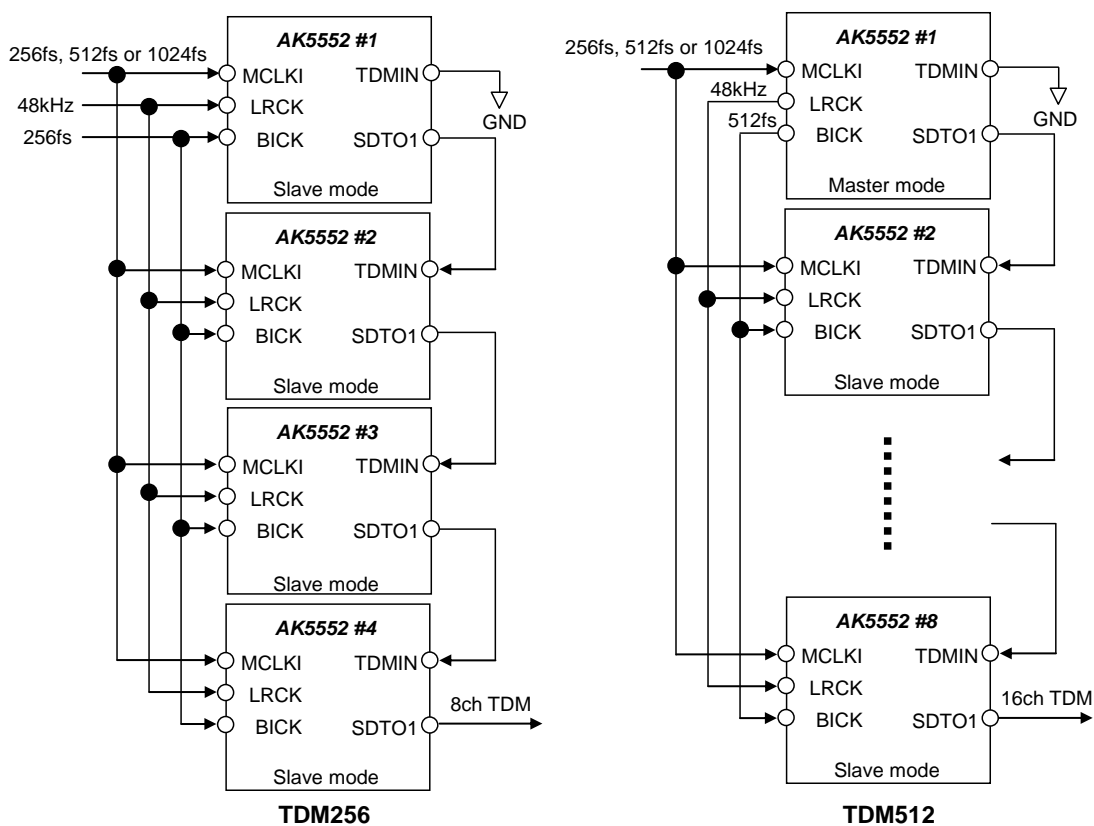 256fs, 512fs or 1024fs
48kHz
256fs
AK5552 #1
MCLKI
TDMIN
LRCK
GND
BICK
SDTO1
Slave mode
AK5552 #2
MCLKI
TDMIN
LRCK
BICK
SDTO1
Slave mode
AK5552 #3
MCLKI
TDMIN
LRCK
BICK
SDTO1
Slave mode
AK5552 #4
MCLKI
TDMIN
LRCK
8ch TDM
BICK
SDTO1
Slave mode
TDM256
256fs, 512fs or 1024fs
48kHz
512fs
AK5552 #1
MCLKI
TDMIN
LRCK
GND
BICK
SDTO1
Master mode
AK5552 #2
MCLKI
TDMIN
LRCK
BICK
SDTO1
Slave mode
AK5552 #8
MCLKI
TDMIN
LRCK
16ch TDM
BICK
SDTO1
Slave mode
TDM512